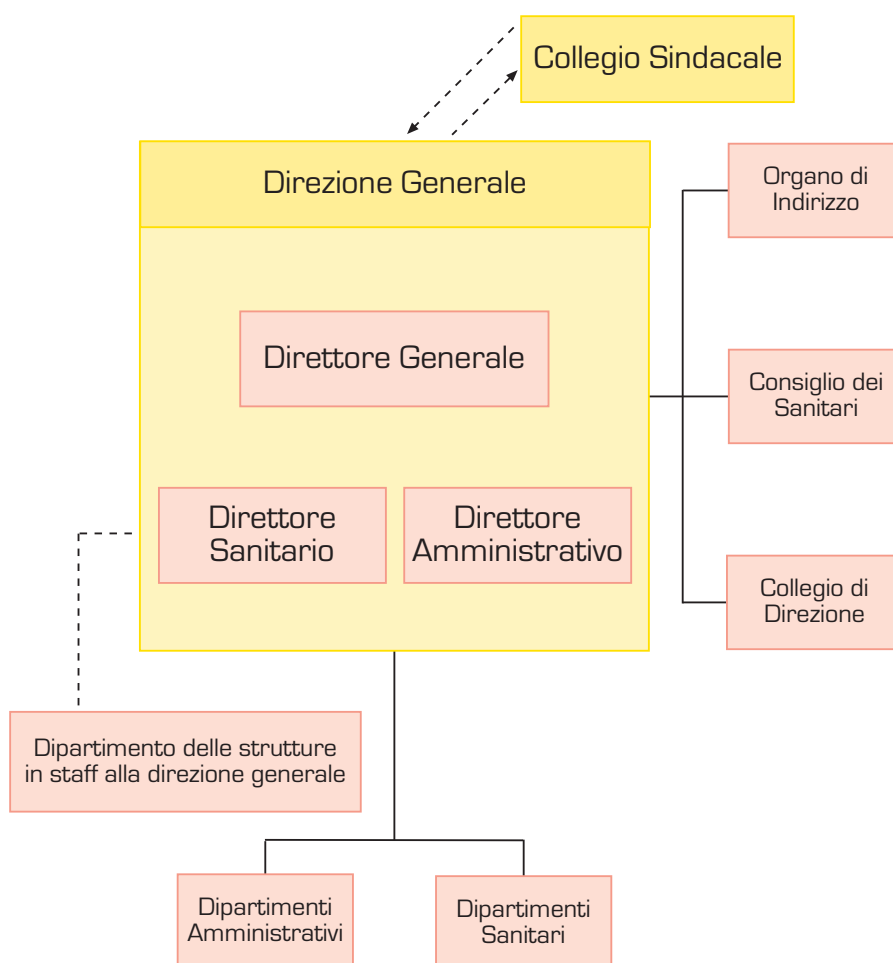 Collegio Sindacale
Direzione Generale
Organo di
Indirizzo
Direttore Generale
Consiglio dei
Sanitari
Direttore
Sanitario
Direttore
Amministrativo
Collegio di
Direzione
Dipartimento delle strutture
in staff alla direzione generale
Dipartimenti
Amministrativi
Dipartimenti
Sanitari